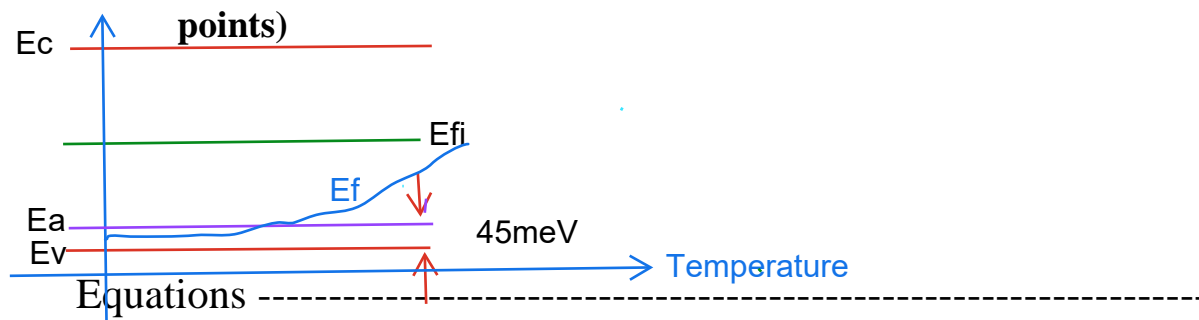 points)
Ec
Efi
Ef
Ea
45meV
Ev
Temperature
Equations